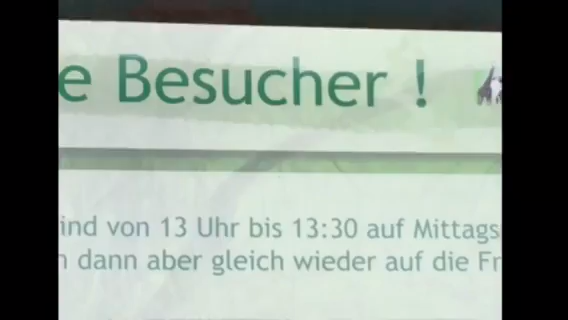 e Besucher !
ind von 13 Uhr bis 13:30 auf Mittags
n dann aber gleich wieder auf die Fr